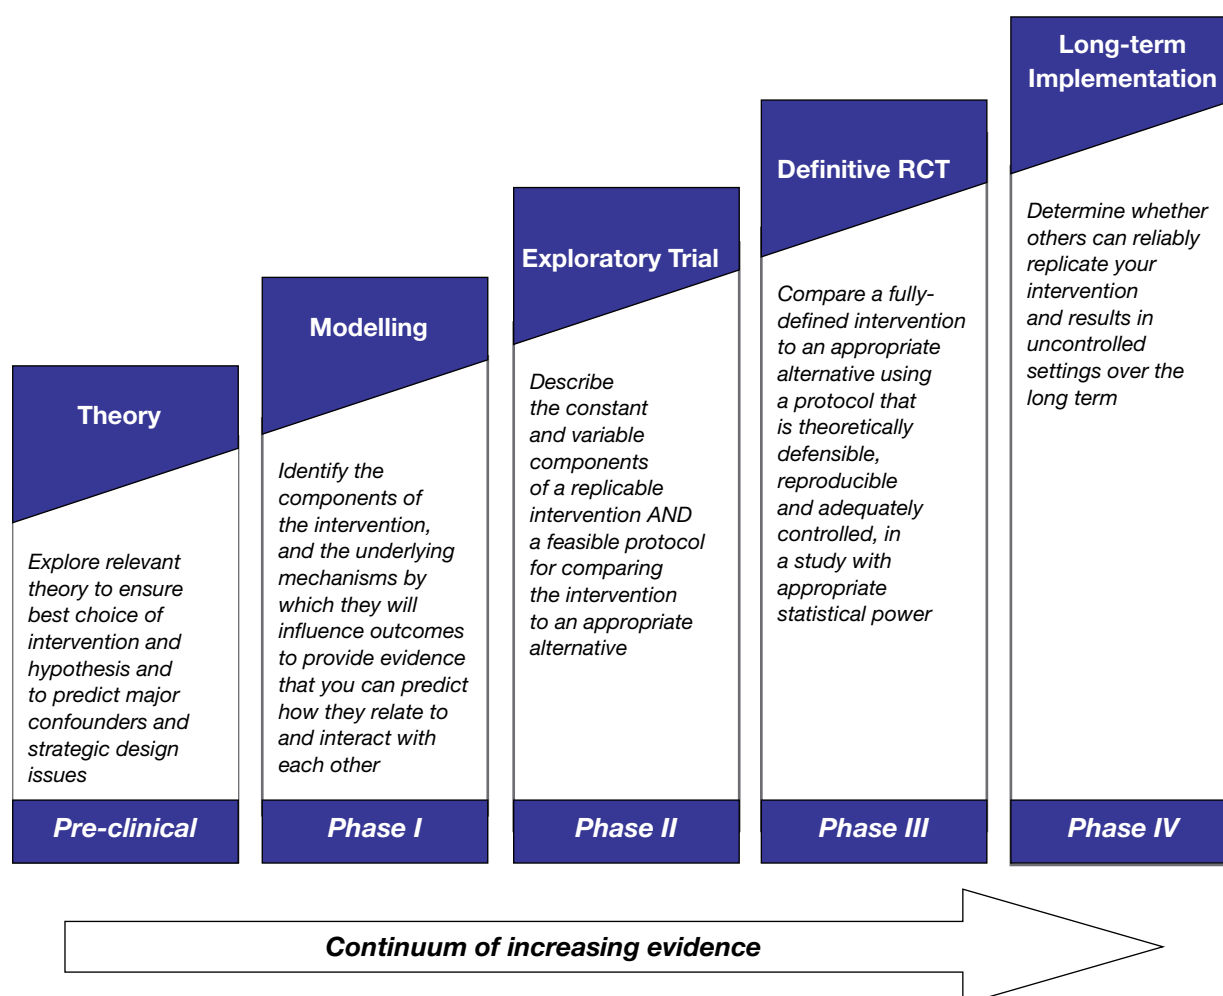 Theory
Explore relevant
theory to ensure
best choice of
intervention and
hypothesis and
to predict major
confounders and
strategic design
issues
Pre-clinical
Modelling
Identify the
components of
the intervention,
and the underlying
mechanisms by
which they will
influence outcomes
to provide evidence
that you can predict
how they relate to
and interact with
each other
Phase I
Exploratory Trial
Describe
the constant
and variable
components
of a replicable
intervention AND
a feasible protocol
for comparing
the intervention
to an appropriate
alternative
Phase II
Definitive RCT
Compare a fully-
defined intervention
to an appropriate
alternative using
a protocol that
is theoretically
defensible,
reproducible
and adequately
controlled, in
a study with
appropriate
statistical power
Phase III
Long-term
Implementation
Determine whether
others can reliably
replicate your
intervention
and results in
uncontrolled
settings over the
long term
Phase IV
Continuum of increasing evidence